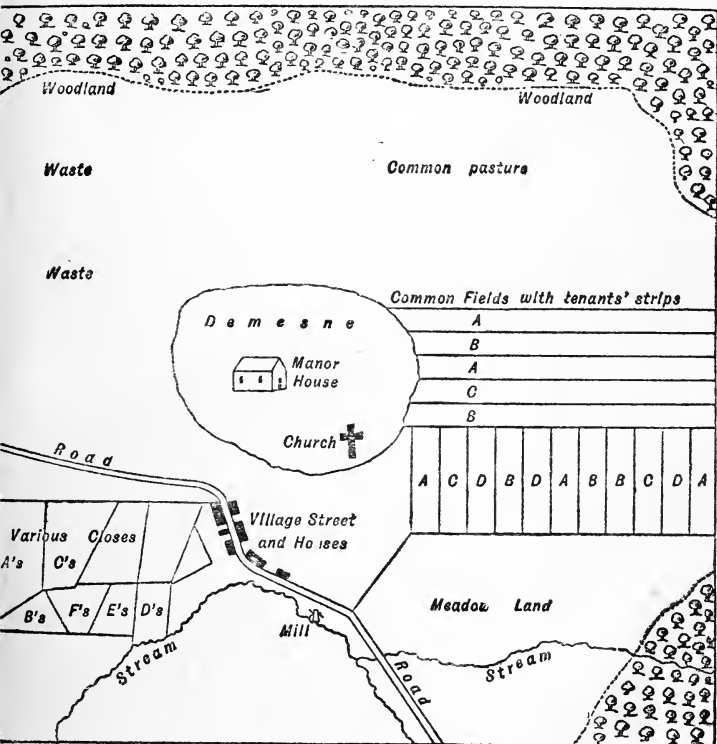 Woodland
Woodland
Waste
Common pasture
Waste
Common Fields with tenants' strips
Demesne
A
B
Manor
House
A
C
B
Church
Road
A C D B D A B B C D A
Village Street
and Houses
Various Closes
A's C's
B's F's E's D's
Meadow Land
Mill
Stream
Road
Stream